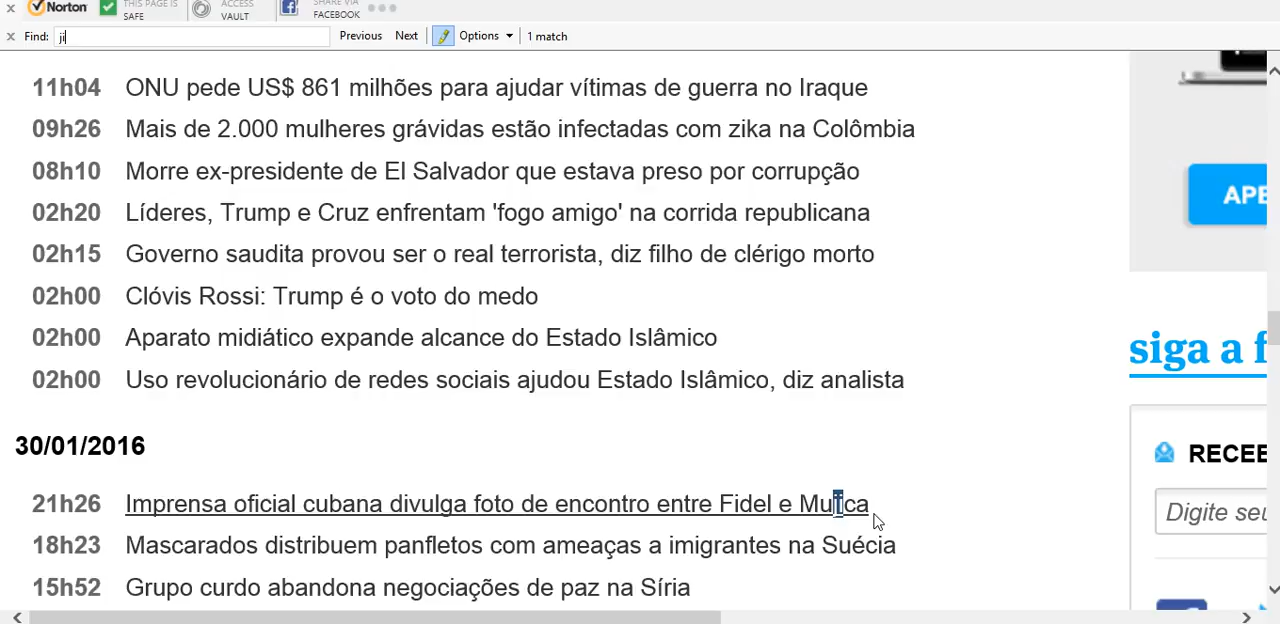 Norton
THIS PAGE IS
SAFE
ACCESS
VAULT
SHARE VIA
FACEBOOK
Find: ji
Previous Next Options 1 match
11h04 ONU pede US$ 861 milhões para ajudar vítimas de guerra no Iraque
09h26 Mais de 2.000 mulheres grávidas estão infectadas com zika na Colômbia
08h10 Morre ex-presidente de El Salvador que estava preso por corrupção
02h20 Líderes, Trump e Cruz enfrentam 'fogo amigo' na corrida republicana
02h15 Governo saudita provou ser o real terrorista, diz filho de clérigo morto
02h00 Clóvis Rossi: Trump é o voto do medo
02h00 Aparato midiático expande alcance do Estado Islâmico
02h00 Uso revolucionário de redes sociais ajudou Estado Islâmico, diz analista
30/01/2016
21h26 Imprensa oficial cubana divulga foto de encontro entre Fidel e Mujica
18h23 Mascarados distribuem panfletos com ameaças a imigrantes na Suécia
15h52 Grupo curdo abandona negociações de paz na Síria
APE
siga a f
RECEE
Digite seu